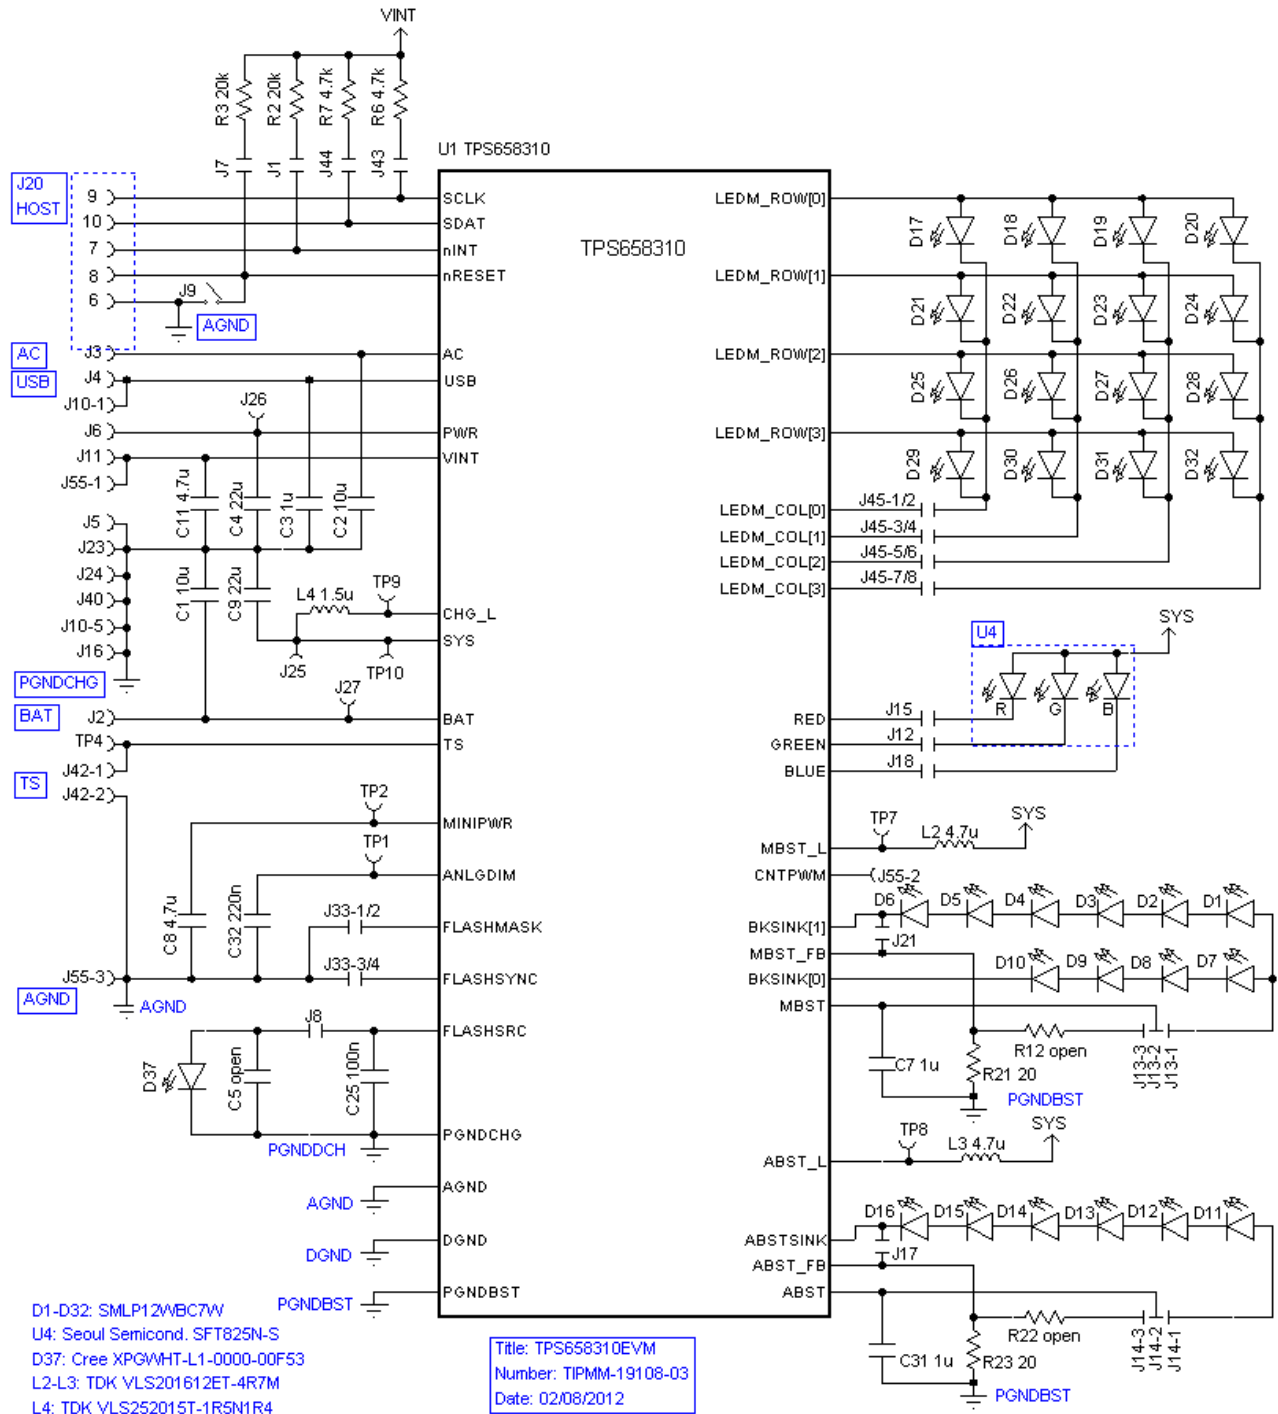 VINT
R3 20k
R2 20k
R7 4.7k
R6 4.7k
J7
J1
J44
J43
U1 TPS658310
TPS658310
J20
HOST
9
10
7
8
6
J9
AGND
SCLK
SDAT
nINT
nRESET
AC
J3
AC
USB
J4
USB
J10-1
J26
J6
PWR
J11
VINT
J55-1
C11 4.7u
C4 22u
C3 1u
C2 10u
J5
J23
J24
J40
J10-5
J16
PGNDCHG
C1 10u
C9 22u
L4 1.5u
TP9
CHG_L
SYS
J25
TP10
J27
BAT
J2
BAT
TP4
TS
J42-1
TS
J42-2
TP2
MINIPWR
TP1
ANLGDIM
C8 4.7u
C32 220n
J33-1/2
FLASHMASK
J33-3/4
FLASHSYNC
J55-3
AGND
AGND
J8
FLASHSRC
D37
C5 open
C25 100n
PGNDCHG
PGNDDCH
AGND
AGND
DGND
DGND
PGNDBST
PGNDBST
LEDM_ROW[0]
D17
D18
D19
D20
LEDM_ROW[1]
D21
D22
D23
D24
LEDM_ROW[2]
D25
D26
D27
D28
LEDM_ROW[3]
D29
D30
D31
D32
LEDM_COL[0]
J45-1/2
LEDM_COL[1]
J45-3/4
LEDM_COL[2]
J45-5/6
LEDM_COL[3]
J45-7/8
SYS
U4
R
G
B
RED
J15
GREEN
J12
BLUE
J18
TP7
L2 4.7u
SYS
MBST_L
CNTPWM
J55-2
D6
D5
D4
D3
D2
D1
BKSINK[1]
J21
MBST_FB
D10
D9
D8
D7
BKSINK[0]
MBST
R12 open
J13-3
J13-2
J13-1
C7 1u
R21 20
PGNDBST
TP8
L3 4.7u
SYS
ABST_L
D16
D15
D14
D13
D12
D11
ABSTSINK
J17
ABST_FB
ABST
R22 open
J14-3
J14-2
J14-1
C31 1u
R23 20
PGNDBST
D1-D32: SMLP12WBC7W
U4: Seoul Semicond. SFT825N-S
D37: Cree XPGWHT-L1-0000-00F53
L2-L3: TDK VLS201612ET-4R7M
L4: TDK VLS252015T-1R5N1R4
Title: TPS658310EVM
Number: TIPMM-19108-03
Date: 02/08/2012